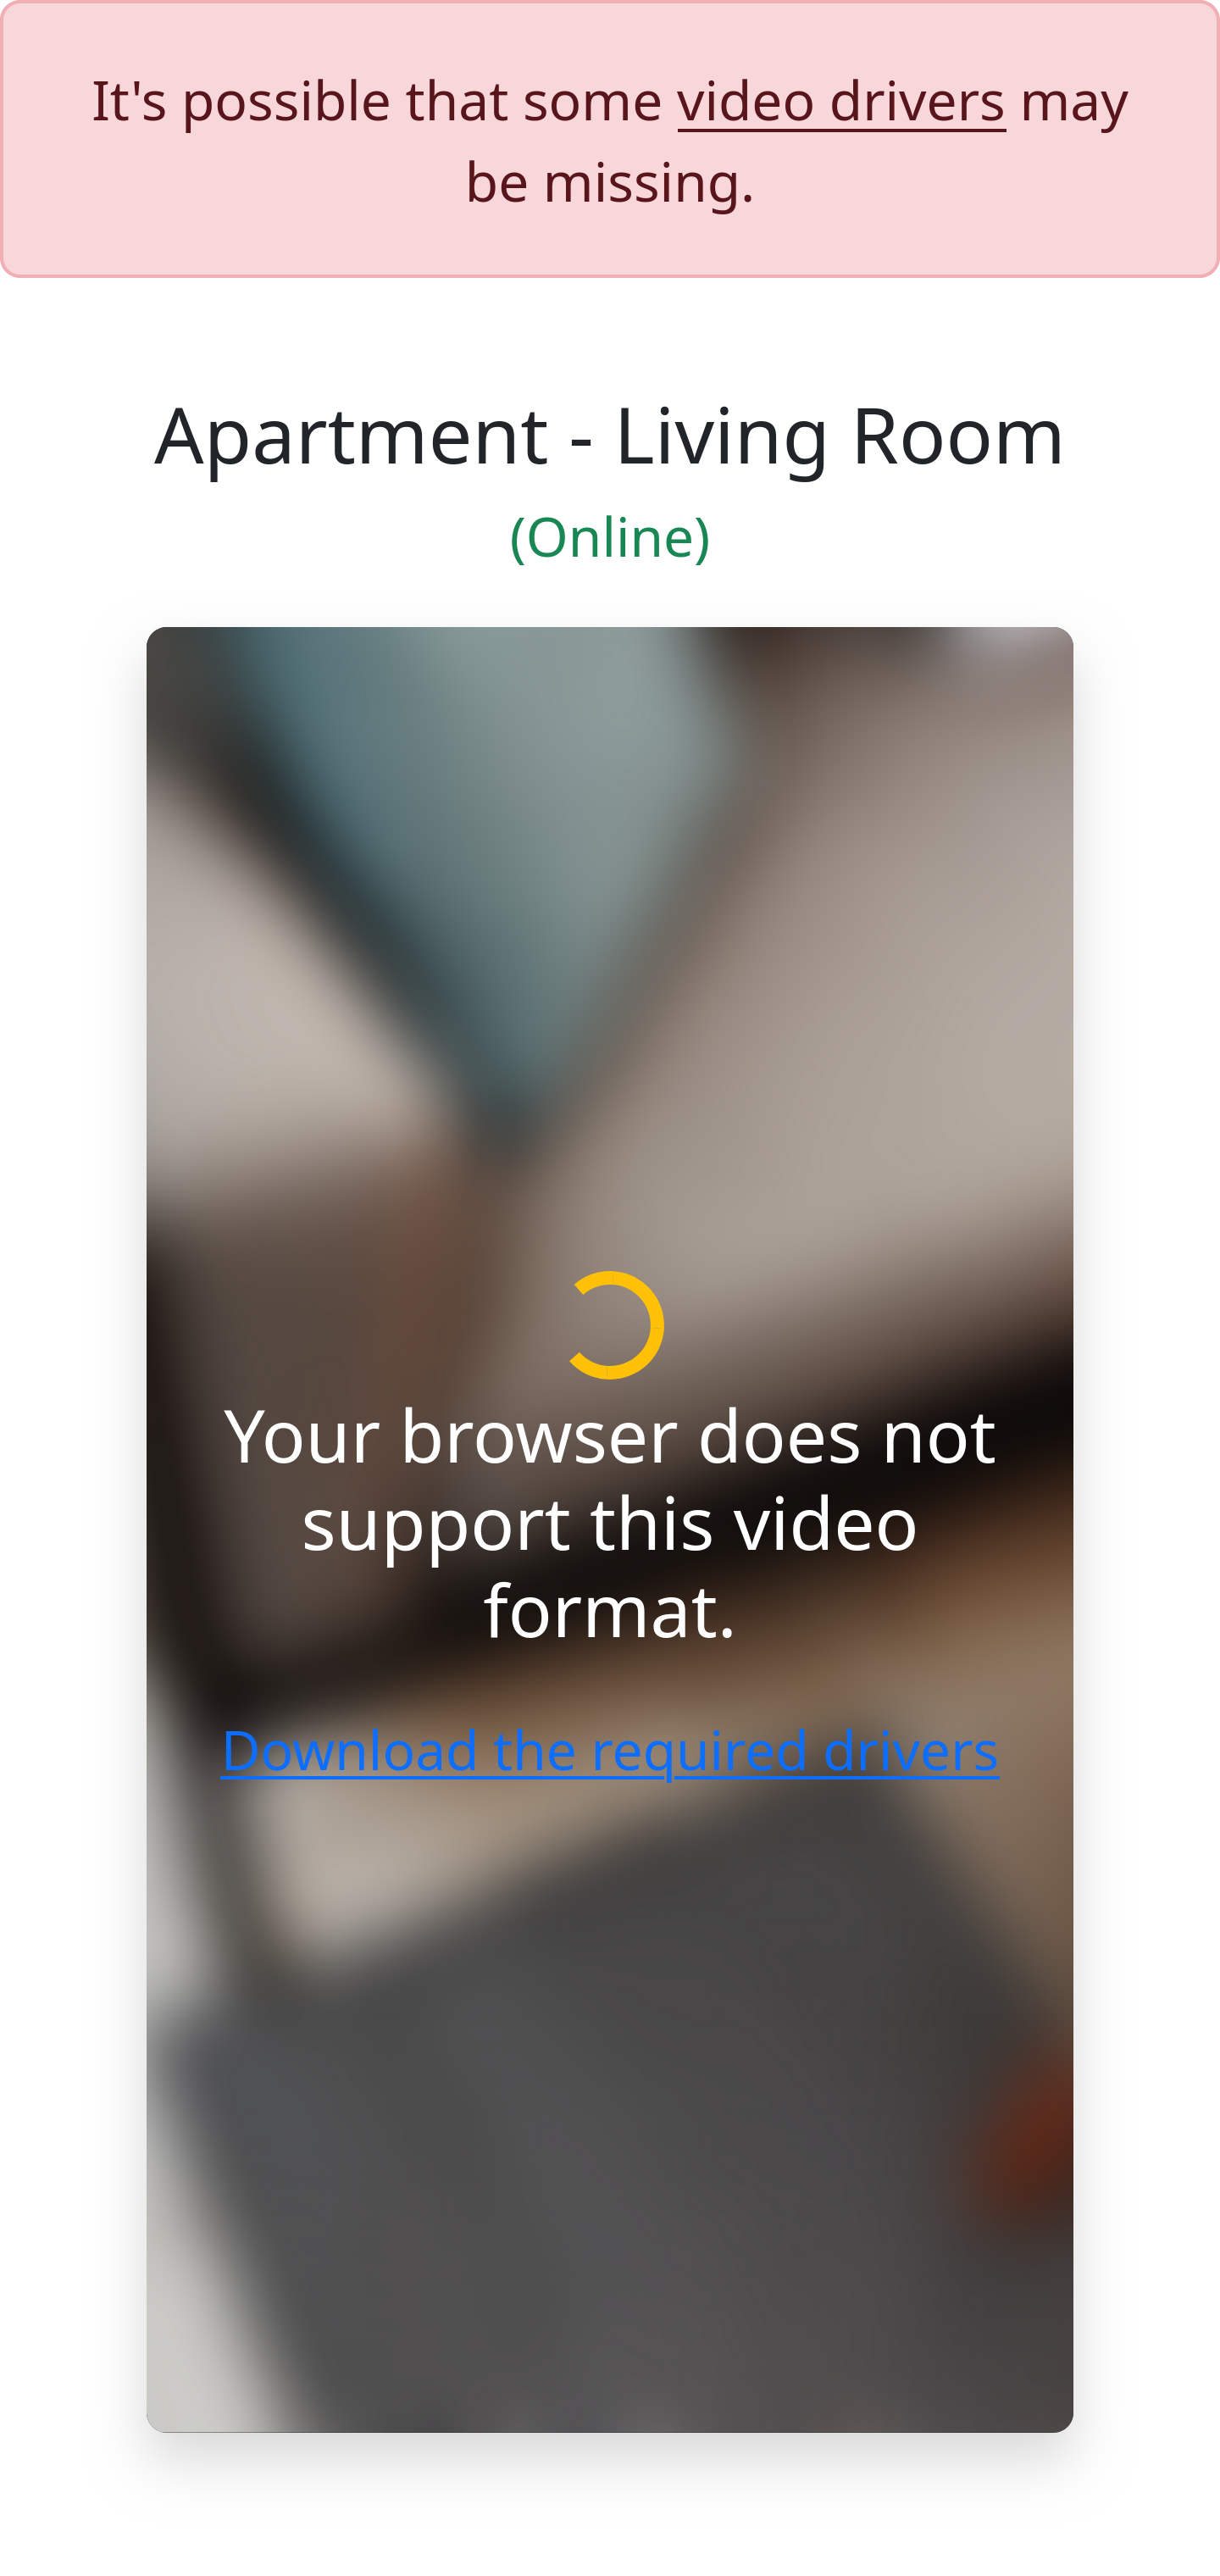 It's possible that some video drivers may
be missing.
Apartment - Living Room
(Online)
Your browser does not
support this video
format.
Download the required drivers